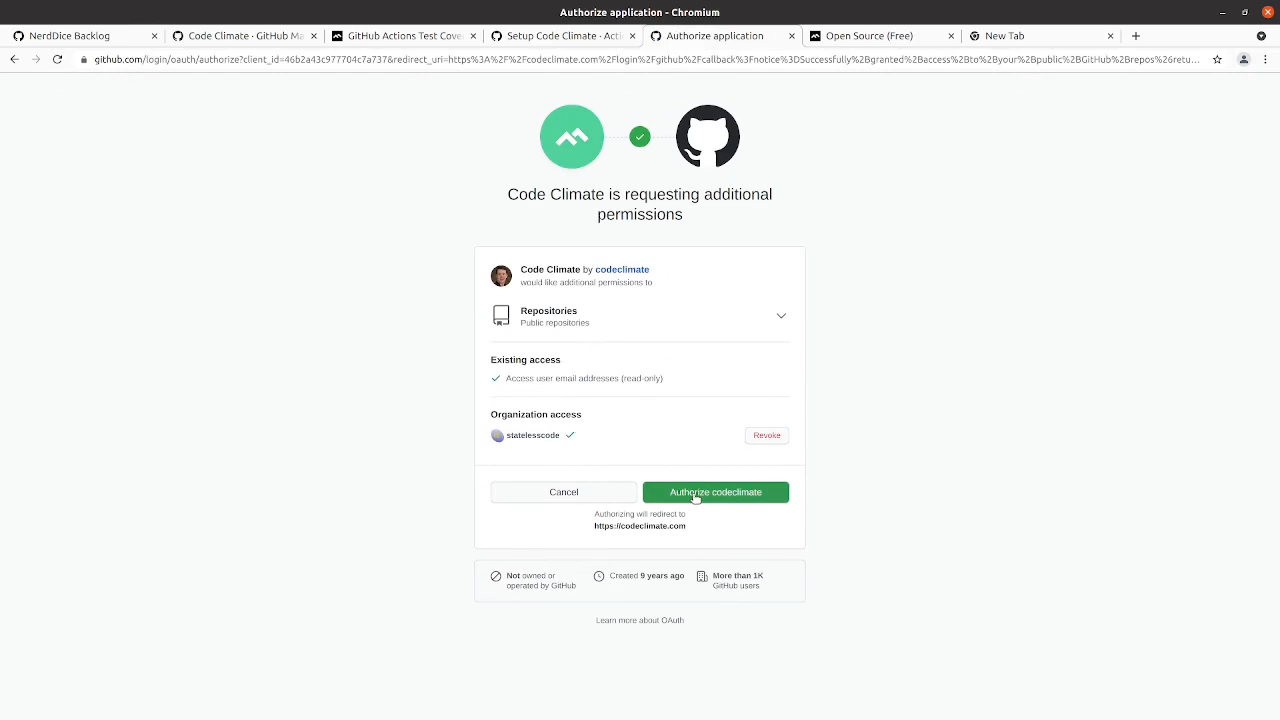 Authorize application - Chromium
NerdDice Backlog
Code Climate · GitHub Ma
GitHub Actions Test Cove
Setup Code Climate · Acti
Authorize application
Open Source (Free)
New Tab
github.com/login/oauth/authorize?client_id=46b2a43c977704c7a737&redirect_uri=https%3A%2F%2Fcodeclimate.com%2Flogin%2Fgithub%2Fcallback%3Fnotice%3DSuccessfully%2Bgranted%2Baccess%2Bto%2Byour%2Bpublic%2BGitHub%2Brepos%26retu...
Code Climate is requesting additional
permissions
Code Climate by codeclimate
would like additional permissions to
Repositories
Public repositories
Existing access
Access user email addresses (read-only)
Organization access
statelesscode
Revoke
Cancel
Authorize codeclimate
Authorizing will redirect to
https://codeclimate.com
Not owned or
operated by GitHub
Created 9 years ago
More than 1K
GitHub users
Learn more about OAuth